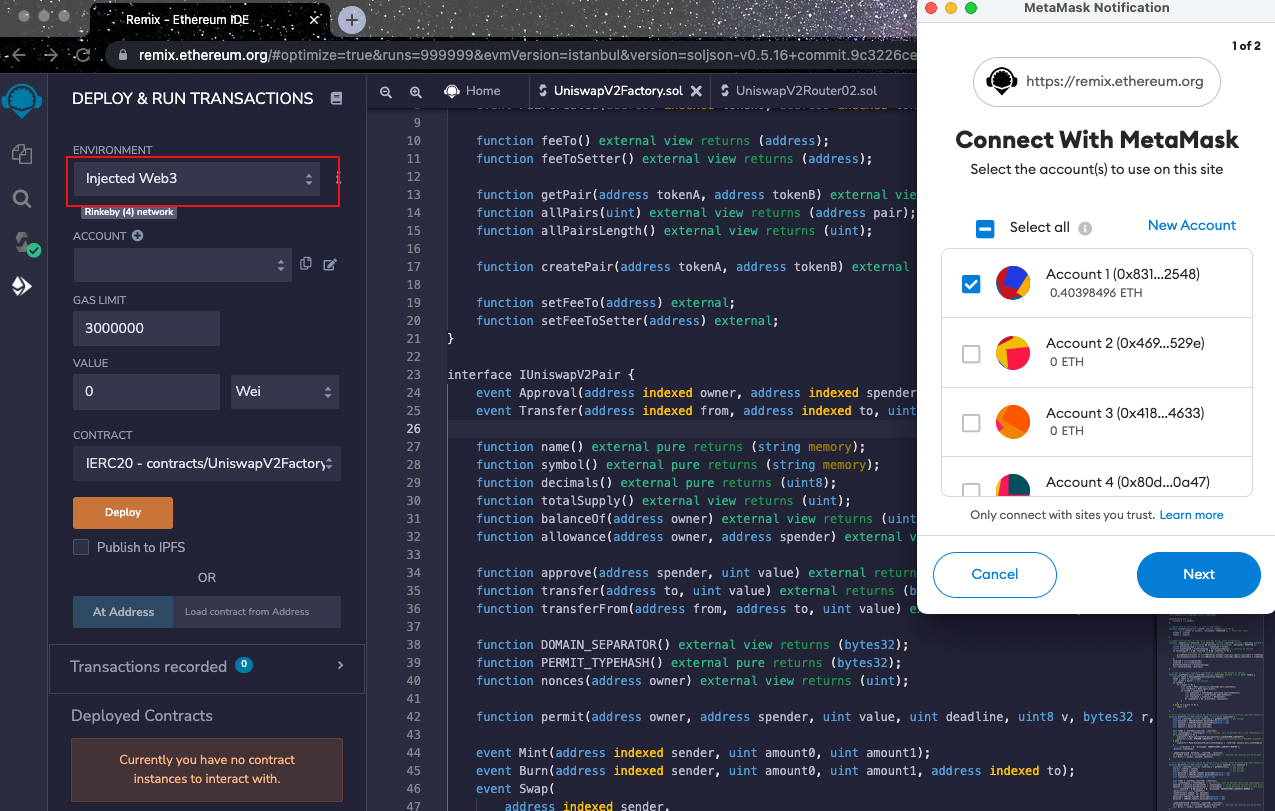 Remix - Ethereum IDE
remix.ethereum.org/#optimize=true&runs=999999&evmVersion=istanbul&version=soljson-v0.5.16+commit.9c3226ce
DEPLOY & RUN TRANSACTIONS
ENVIRONMENT
Injected Web3
Rinkeby (4) network
ACCOUNT
GAS LIMIT
3000000
VALUE
0
Wei
CONTRACT
IERC20 - contracts/UniswapV2Factory
Deploy
Publish to IPFS
OR
At Address
Load contract from Address
Transactions recorded 0
Deployed Contracts
Currently you have no contract
instances to interact with.
Home
UniswapV2Factory.sol
UniswapV2Router02.sol
9
10 function feeTo() external view returns (address);
11 function feeToSetter() external view returns (address);
12
13 function getPair(address tokenA, address tokenB) external vie
14 function allPairs(uint) external view returns (address pair);
15 function allPairsLength() external view returns (uint);
16
17 function createPair(address tokenA, address tokenB) external
18
19 function setFeeTo(address) external;
20 function setFeeToSetter(address) external;
21 }
22
23 interface IUniswapV2Pair {
24 event Approval(address indexed owner, address indexed spender
25 event Transfer(address indexed from, address indexed to, uint
26
27 function name() external pure returns (string memory);
28 function symbol() external pure returns (string memory);
29 function decimals() external pure returns (uint8);
30 function totalSupply() external view returns (uint);
31 function balanceOf(address owner) external view returns (uint
32 function allowance(address owner, address spender) external v
33
34 function approve(address spender, uint value) external return
35 function transfer(address to, uint value) external returns (b
36 function transferFrom(address from, address to, uint value) e
37
38 function DOMAIN_SEPARATOR() external view returns (bytes32);
39 function PERMIT_TYPEHASH() external pure returns (bytes32);
40 function nonces(address owner) external view returns (uint);
41
42 function permit(address owner, address spender, uint value, uint deadline, uint8 v, bytes32 r,
43
44 event Mint(address indexed sender, uint amount0, uint amount1);
45 event Burn(address indexed sender, uint amount0, uint amount1, address indexed to);
46 event Swap(
47 address indexed sender,
MetaMask Notification
1 of 2
https://remix.ethereum.org
Connect With MetaMask
Select the account(s) to use on this site
Select all
New Account
Account 1 (0x831...2548)
0.40398496 ETH
Account 2 (0x469...529e)
0 ETH
Account 3 (0x418...4633)
0 ETH
Account 4 (0x80d...0a47)
Only connect with sites you trust. Learn more
Cancel
Next